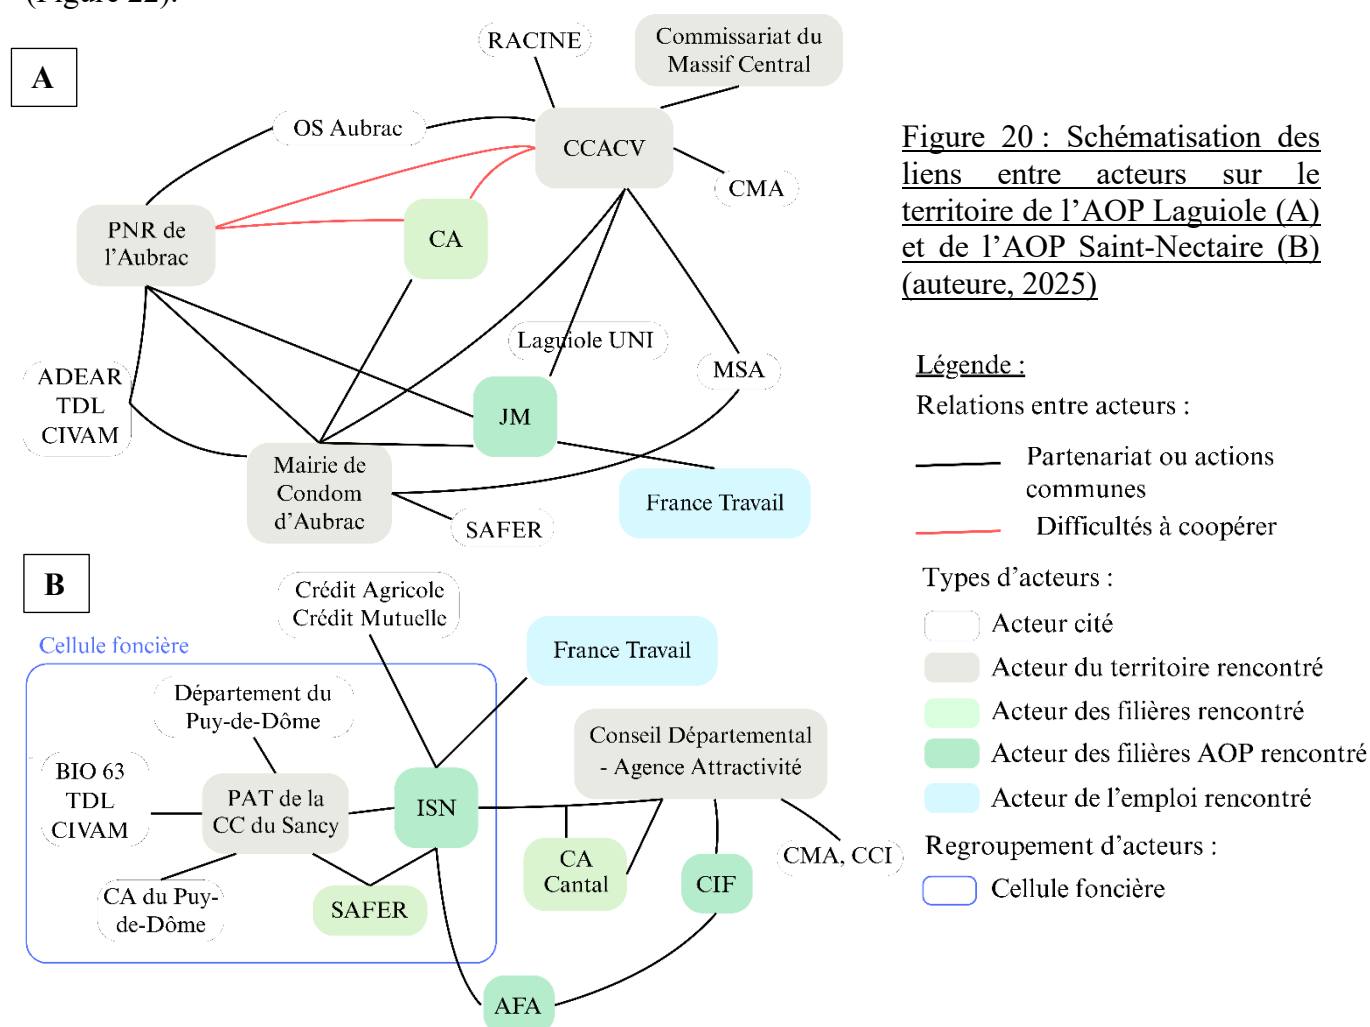 (Figure 22).
A
RACINE
Commissariat du
Massif Central
OS Aubrac
CCACV
CMA
PNR de
l'Aubrac
CA
Laguiole UNI
MSA
ADEAR
TDL
CIVAM
JM
Mairie de
Condom
d'Aubrac
France Travail
SAFER
B
Crédit Agricole
Crédit Mutuelle
Cellule foncière
France Travail
Département du
Puy-de-Dôme
Conseil Départemental
- Agence Attractivité
BIO 63
TDL
CIVAM
PAT de la
CC du Sancy
ISN
CA
Cantal
CIF
CMA, CCI
CA du Puy-
de-Dôme
SAFER
AFA
Figure 20 : Schématisation des
liens entre acteurs sur le
territoire de l'AOP Laguiole (A)
et de l'AOP Saint-Nectaire (B)
(auteure, 2025)
Légende :
Relations entre acteurs :
Partenariat ou actions
communes
Difficultés à coopérer
Types d'acteurs :
Acteur cité
Acteur du territoire rencontré
Acteur des filières rencontré
Acteur des filières AOP rencontré
Acteur de l'emploi rencontré
Regroupement d'acteurs :
Cellule foncière